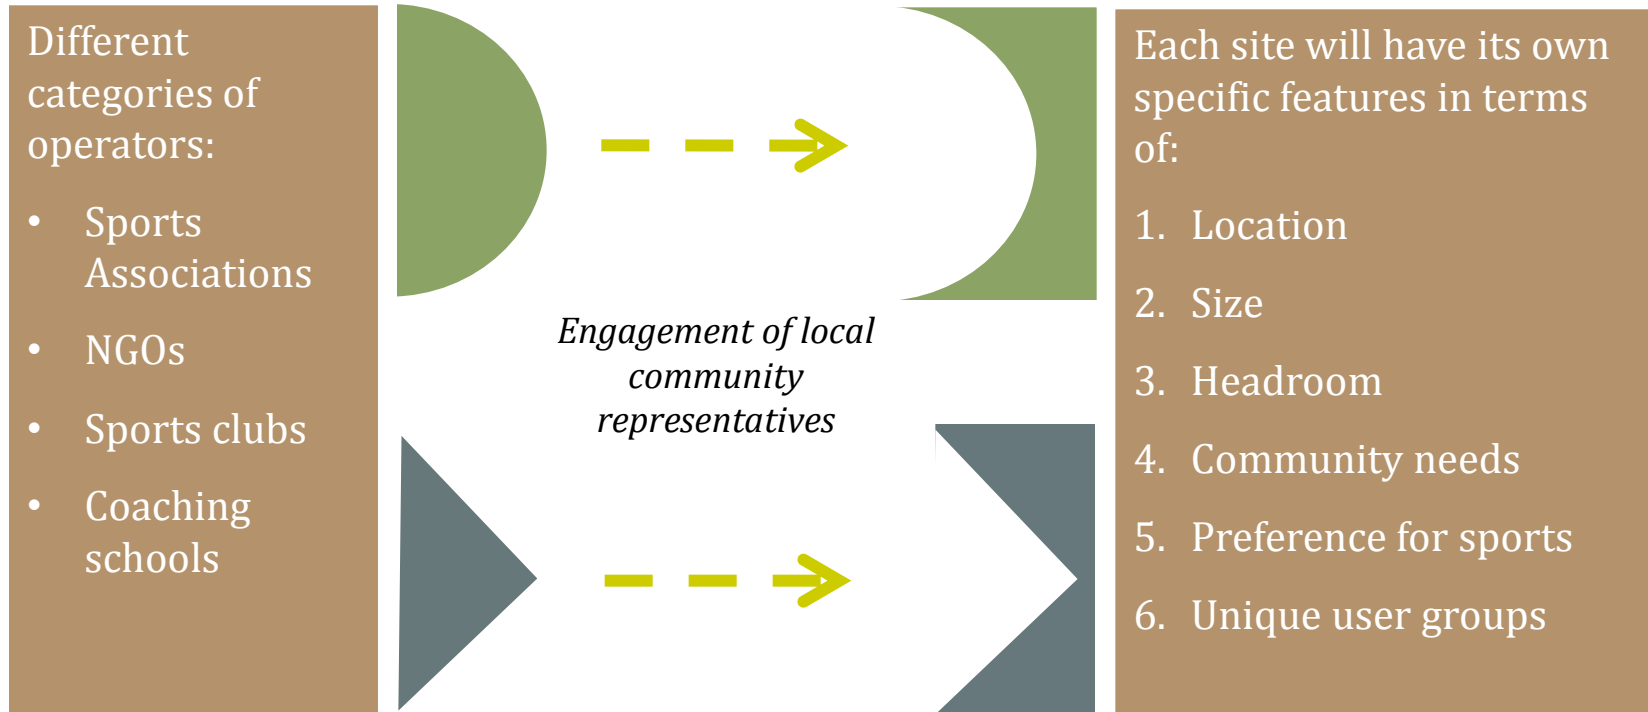 Different
categories of
operators:
• Sports
Associations
• NGOs
• Sports clubs
• Coaching
schools
Engagement of local
community
representatives
Each site will have its own
specific features in terms
of:
1. Location
2. Size
3. Headroom
4. Community needs
5. Preference for sports
6. Unique user groups